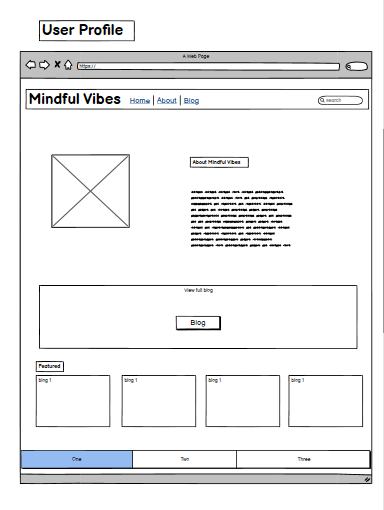 User Profile
A Web Page
https://
Mindful Vibes Home About Blog search
About Mindful Vibes
View full blog
Blog
Featured
blog 1 blog 1 blog 1 blog 1
One Two Three